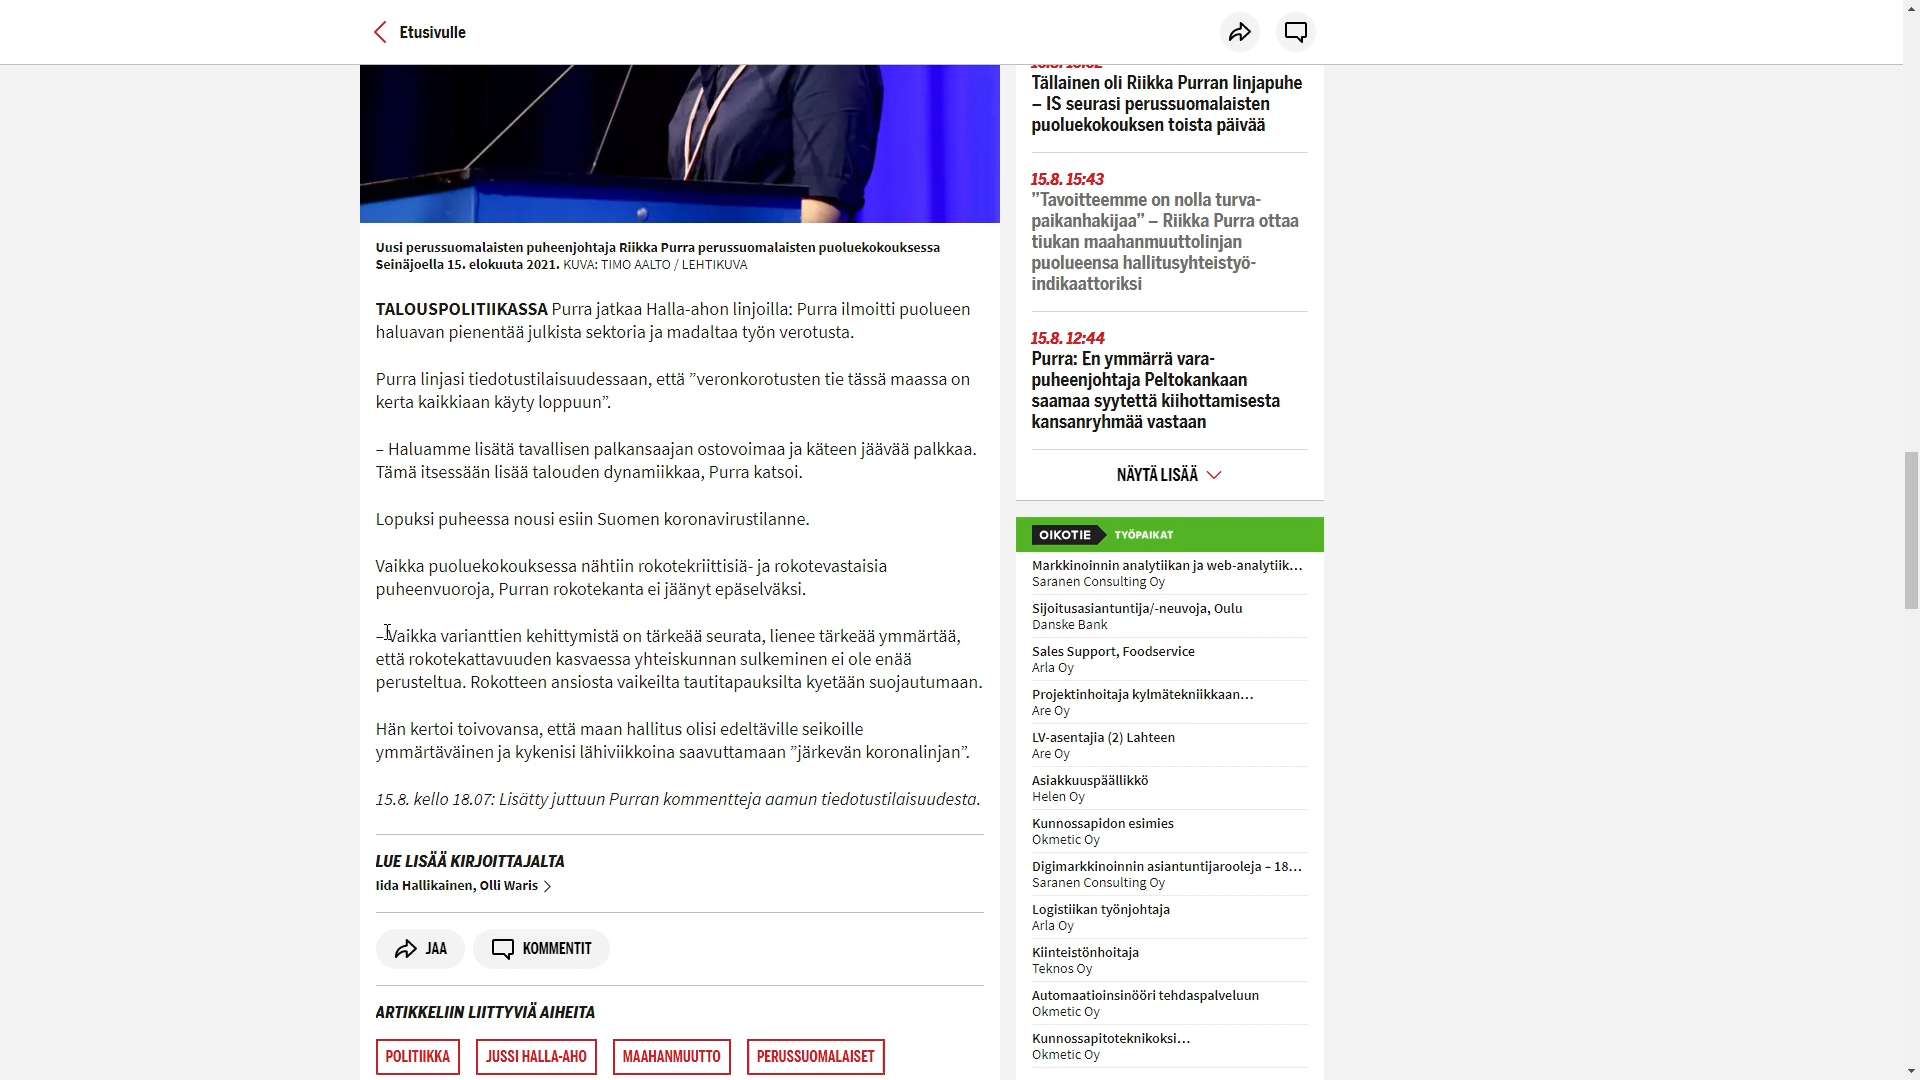 Etusivulle
Uusi perussuomalaisten puheenjohtaja Riikka Purra perussuomalaisten puoluekokouksessa
Seinäjoella 15. elokuuta 2021. KUVA: TIMO AALTO / LEHTIKUVA
TALOUSPOLITIIKASSA Purra jatkaa Halla-ahon linjoilla: Purra ilmoitti puolueen
haluavan pienentää julkista sektoria ja madaltaa työn verotusta.
Purra linjasi tiedotustilaisuudessaan, että ”veronkorotusten tie tässä maassa on
kerta kaikkiaan käyty loppuun”.
– Haluamme lisätä tavallisen palkansaajan ostovoimaa ja käteen jäävää palkkaa.
Tämä itsessään lisää talouden dynamiikkaa, Purra katsoi.
Lopuksi puheessa nousi esiin Suomen koronavirustilanne.
Vaikka puoluekokouksessa nähtiin rokotekriittisiä- ja rokotevastaisia
puheenvuoroja, Purran rokotekanta ei jäänyt epäselväksi.
– Vaikka varianttien kehittymistä on tärkeää seurata, lienee tärkeää ymmärtää,
että rokotekattavuuden kasvaessa yhteiskunnan sulkeminen ei ole enää
perusteltua. Rokotteen ansiosta vaikeilta tautitapauksilta kyetään suojautumaan.
Hän kertoi toivovansa, että maan hallitus olisi edeltäville seikoille
ymmärtäväinen ja kykenisi lähiviikkoina saavuttamaan ”järkevän koronalinjan”.
15.8. kello 18.07: Lisätty juttuun Purran kommentteja aamun tiedotustilaisuudesta.
LUE LISÄÄ KIRJOITTAJALTA
Iida Hallikainen, Olli Waris
JAA
KOMMENTIT
ARTIKKELIIN LIITTYVIÄ AIHEITA
POLITIIKKA
JUSSI HALLA-AHO
MAAHANMUUTTO
PERUSSUOMALAISET
Tällainen oli Riikka Purran linjapuhe
– IS seurasi perussuomalaisten
puoluekokouksen toista päivää
15.8. 15:43
”Tavoitteemme on nolla turva-
paikanhakijaa” – Riikka Purra ottaa
tiukan maahanmuuttolinjan
puolueensa hallitusyhteistyö-
indikaattoriksi
15.8. 12:44
Purra: En ymmärrä vara-
puheenjohtaja Peltokankaan
saamaa syytettä kiihottamisesta
kansanryhmää vastaan
NÄYTÄ LISÄÄ
OIKOTIE TYÖPAIKAT
Markkinoinnin analytiikan ja web-analytiik...
Saranen Consulting Oy
Sijoitusasiantuntija/-neuvoja, Oulu
Danske Bank
Sales Support, Foodservice
Arla Oy
Projektinhoitaja kylmätekniikkaan...
Are Oy
LV-asentajia (2) Lahteen
Are Oy
Asiakkuuspäällikkö
Helen Oy
Kunnossapidon esimies
Okmetic Oy
Digimarkkinoinnin asiantuntijarooleja – 18...
Saranen Consulting Oy
Logistiikan työnjohtaja
Arla Oy
Kiinteistönhoitaja
Teknos Oy
Automaatioinsinööri tehdaspalveluun
Okmetic Oy
Kunnossapitoteknikoksi...
Okmetic Oy